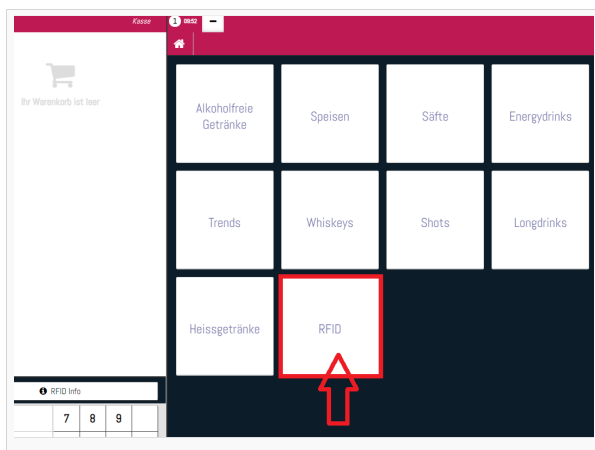 Kasse
1 09:52 –
Ihr Warenkorb ist leer
Alkoholfreie
Getränke
Speisen
Säfte
Energydrinks
Trends
Whiskeys
Shots
Longdrinks
Heissgetränke
RFID
RFID Info
7 8 9